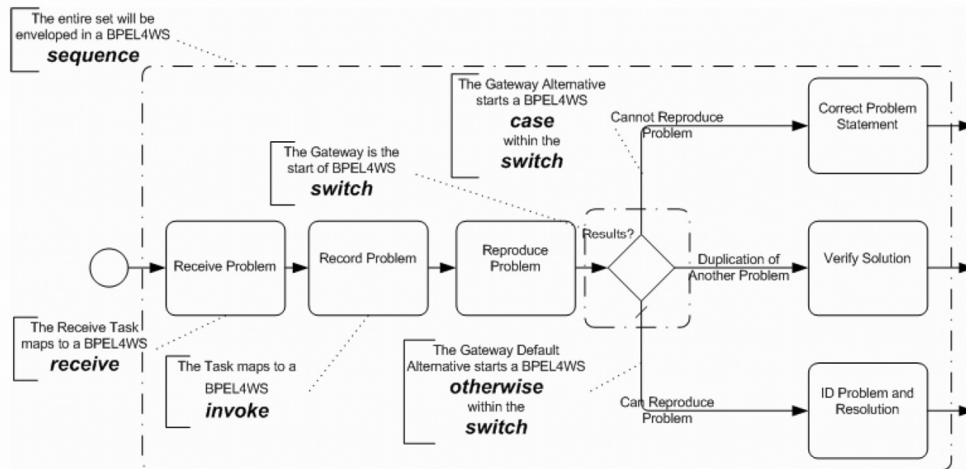 The entire set will be
enveloped in a BPEL4WS
sequence
The Gateway Alternative
starts a BPEL4WS
case
within the
switch
Cannot Reproduce
Problem
Correct Problem
Statement
The Gateway is the
start of BPEL4WS
switch
Receive Problem
Record Problem
Reproduce
Problem
Results?
Duplication of
Another Problem
Verify Solution
The Receive Task
maps to a BPEL4WS
receive
The Task maps to a
BPEL4WS
invoke
The Gateway Default
Alternative starts a BPEL4WS
otherwise
within the
switch
Can Reproduce
Problem
ID Problem and
Resolution